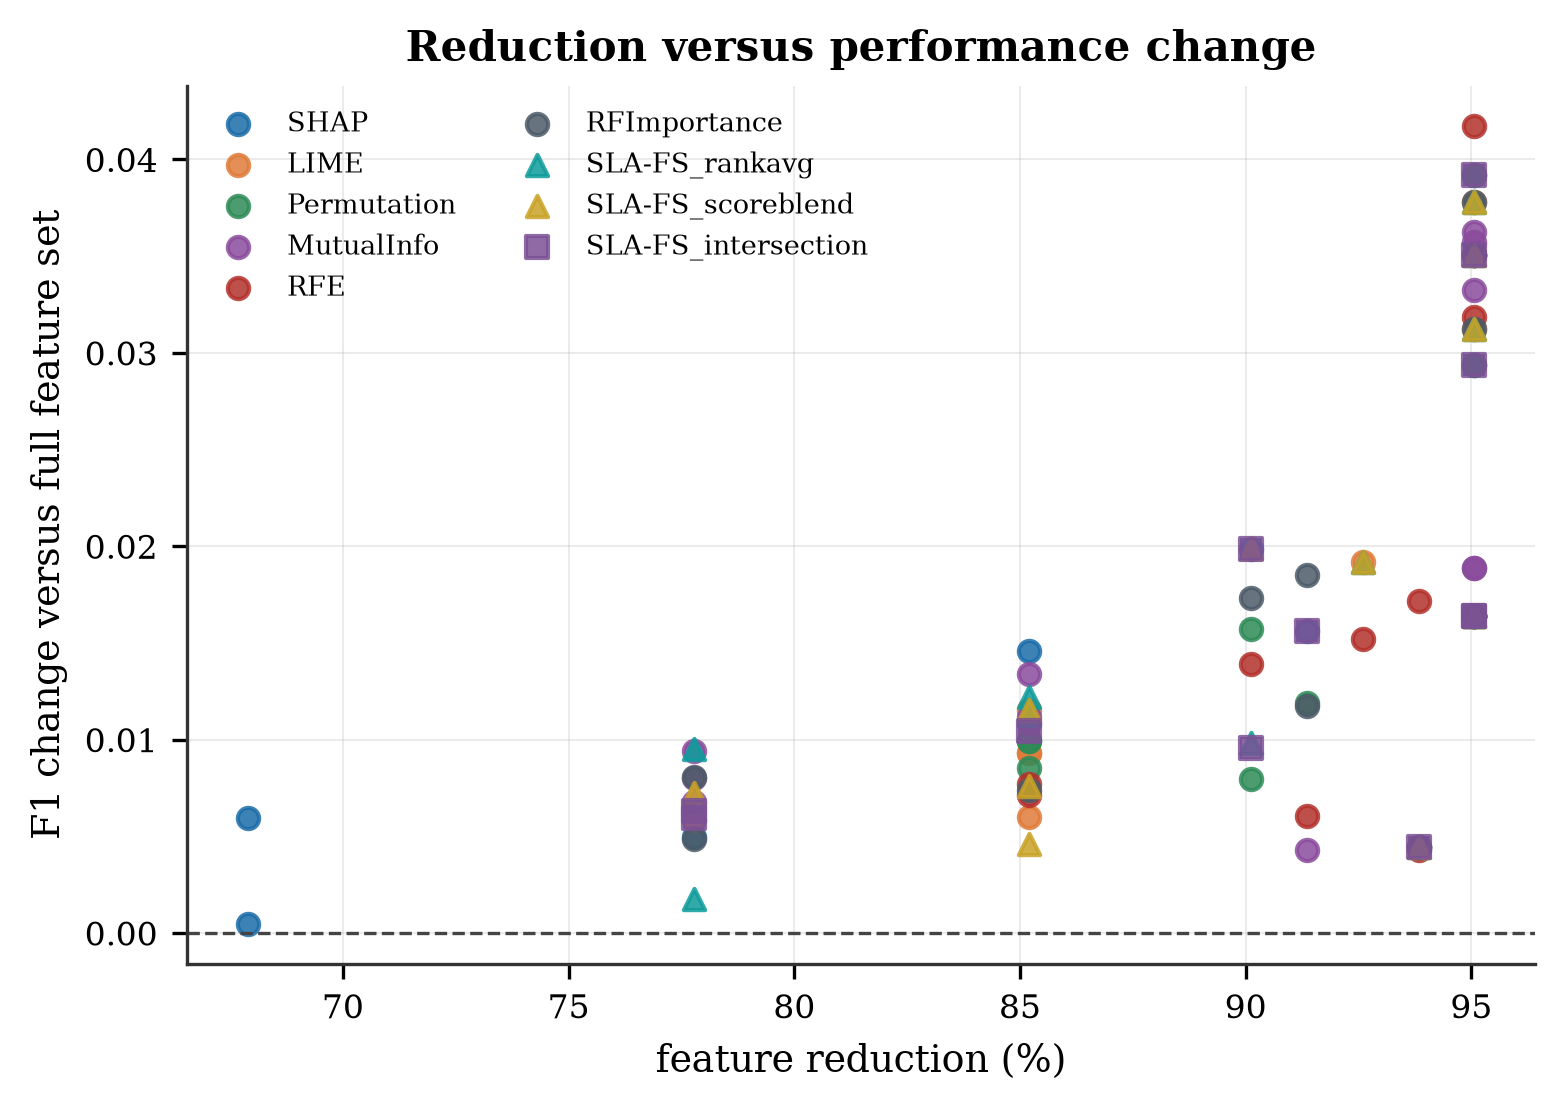 Reduction versus performance change
SHAP
LIME
Permutation
MutualInfo
RFE
RFImportance
SLA-FS_rankavg
SLA-FS_scoreblend
SLA-FS_intersection
F1 change versus full feature set
0.04
0.03
0.02
0.01
0.00
70 75 80 85 90 95
feature reduction (%)